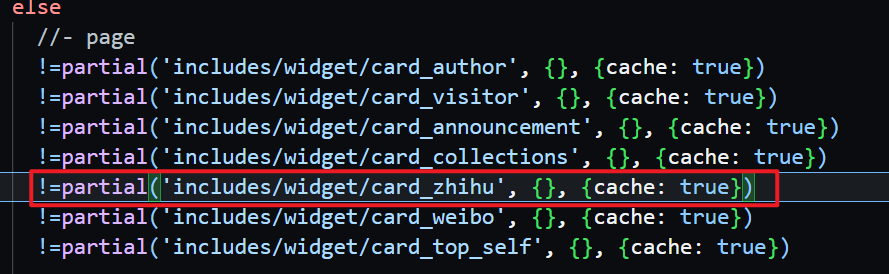 else
//- page
!=partial('includes/widget/card_author', {}, {cache: true})
!=partial('includes/widget/card_visitor', {}, {cache: true})
!=partial('includes/widget/card_announcement', {}, {cache: true})
!=partial('includes/widget/card_collections', {}, {cache: true})
!=partial('includes/widget/card_zhihu', {}, {cache: true})
!=partial('includes/widget/card_weibo', {}, {cache: true})
!=partial('includes/widget/card_top_self', {}, {cache: true})